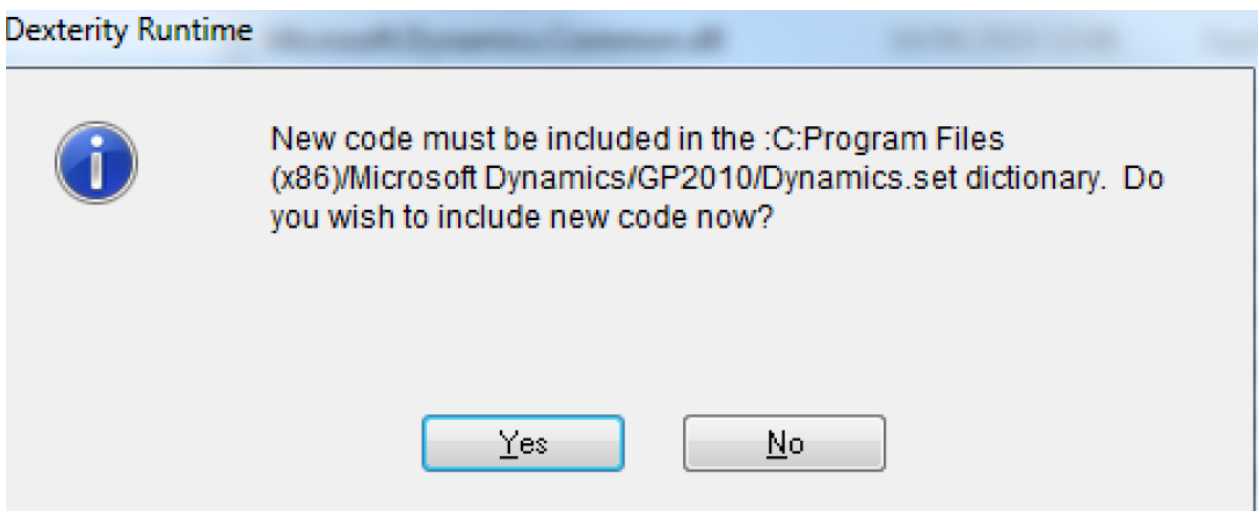 Dexterity Runtime
New code must be included in the :C:Program Files
(x86)/Microsoft Dynamics/GP2010/Dynamics.set dictionary.  Do
you wish to include new code now?
Yes
No